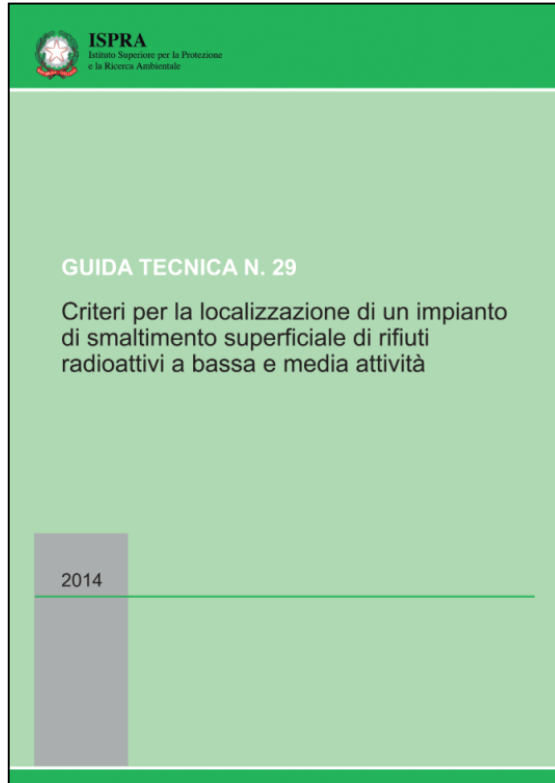 ISPRA
Istituto Superiore per la Protezione
e la Ricerca Ambientale
GUIDA TECNICA N. 29
Criteri per la localizzazione di un impianto
di smaltimento superficiale di rifiuti
radioattivi a bassa e media attività
2014